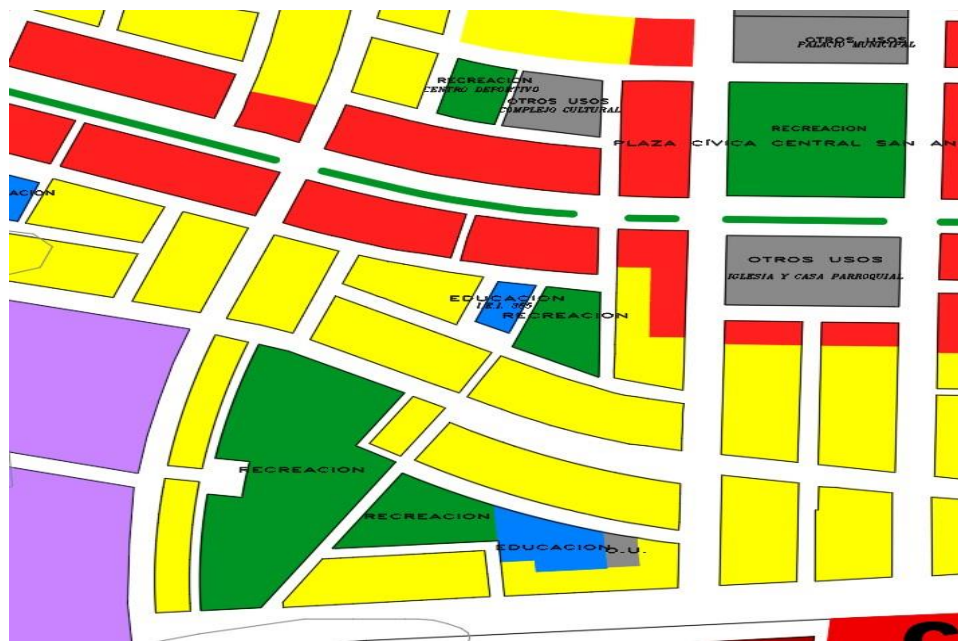 OTROS USOS
PALACIO MUNICIPAL
RECREACION
CENTRO DEPORTIVO
OTROS USOS
COMPLEJO CULTURAL
RECREACION
PLAZA CÍVICA CENTRAL SAN AN
ACION
OTROS USOS
IGLESIA Y CASA PARROQUIAL
EDUCACION
RECREACION
RECREACION
RECREACION
EDUCACION
O.U.
C